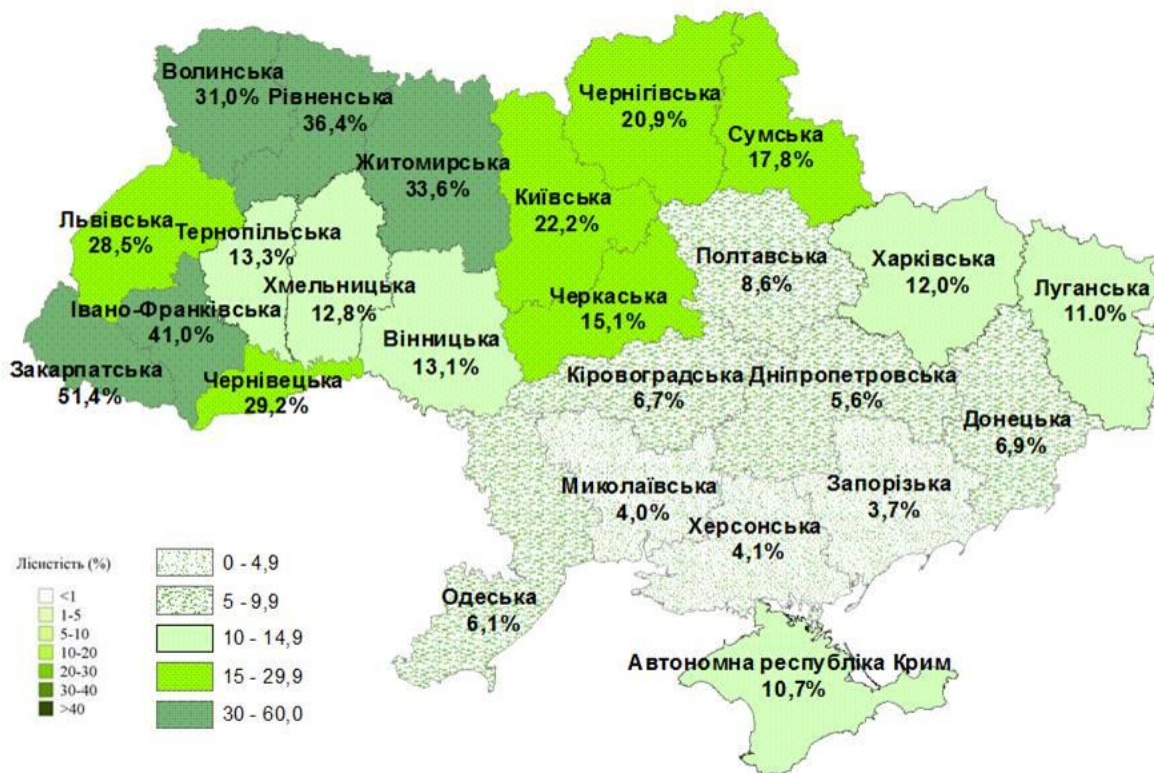 Волинська
31,0%
Рівненська
36,4%
Житомирська
33,6%
Чернігівська
20,9%
Сумська
17,8%
Київська
22,2%
Львівська
28,5%
Тернопільська
13,3%
Хмельницька
12,8%
Івано-Франківська
41,0%
Закарпатська
51,4%
Чернівецька
29,2%
Вінницька
13,1%
Черкаська
15,1%
Полтавська
8,6%
Харківська
12,0%
Луганська
11.0%
Кіровоградська
6,7%
Дніпропетровська
5,6%
Донецька
6,9%
Миколаївська
4,0%
Запорізька
3,7%
Херсонська
4,1%
Одеська
6,1%
Автономна республіка Крим
10,7%
Лісистість (%)
<1
1-5
5-10
10-20
20-30
30-40
>40
0 - 4,9
5 - 9,9
10 - 14,9
15 - 29,9
30 - 60,0